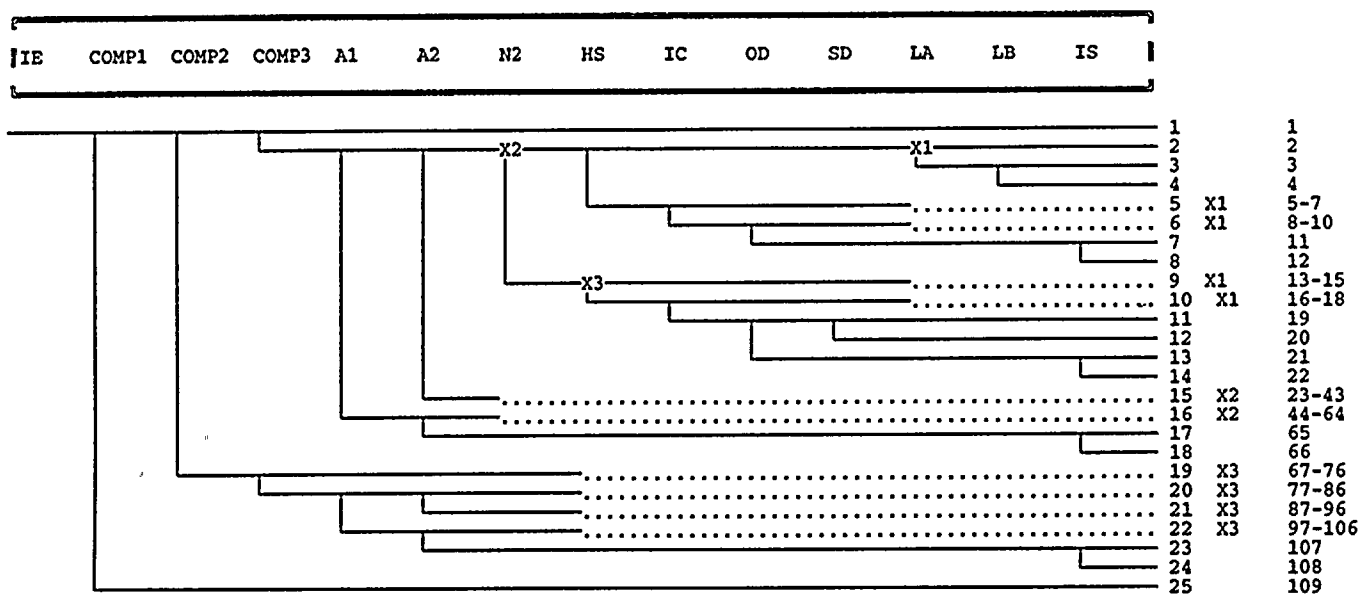 IE COMP1 COMP2 COMP3 A1 A2 N2 HS IC OD SD LA LB IS
1 1
X2 X1 2 2
3 3
4 4
5 X1 5-7
6 X1 8-10
7 11
8 12
X3 9 X1 13-15
10 X1 16-18
11 19
12 20
13 21
14 22
15 X2 23-43
16 X2 44-64
17 65
18 66
19 X3 67-76
20 X3 77-86
21 X3 87-96
22 X3 97-106
23 107
24 108
25 109